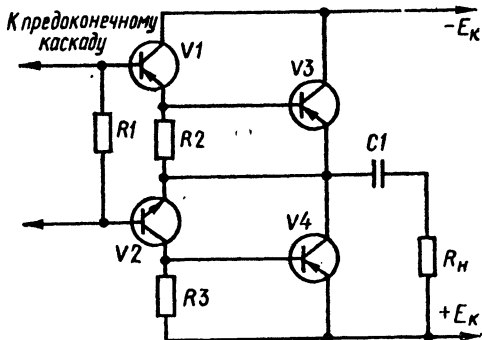 К предоконечному
каскаду
V1
−Eк
V3
R1
R2
C1
V2
V4
Rн
R3
+Eк